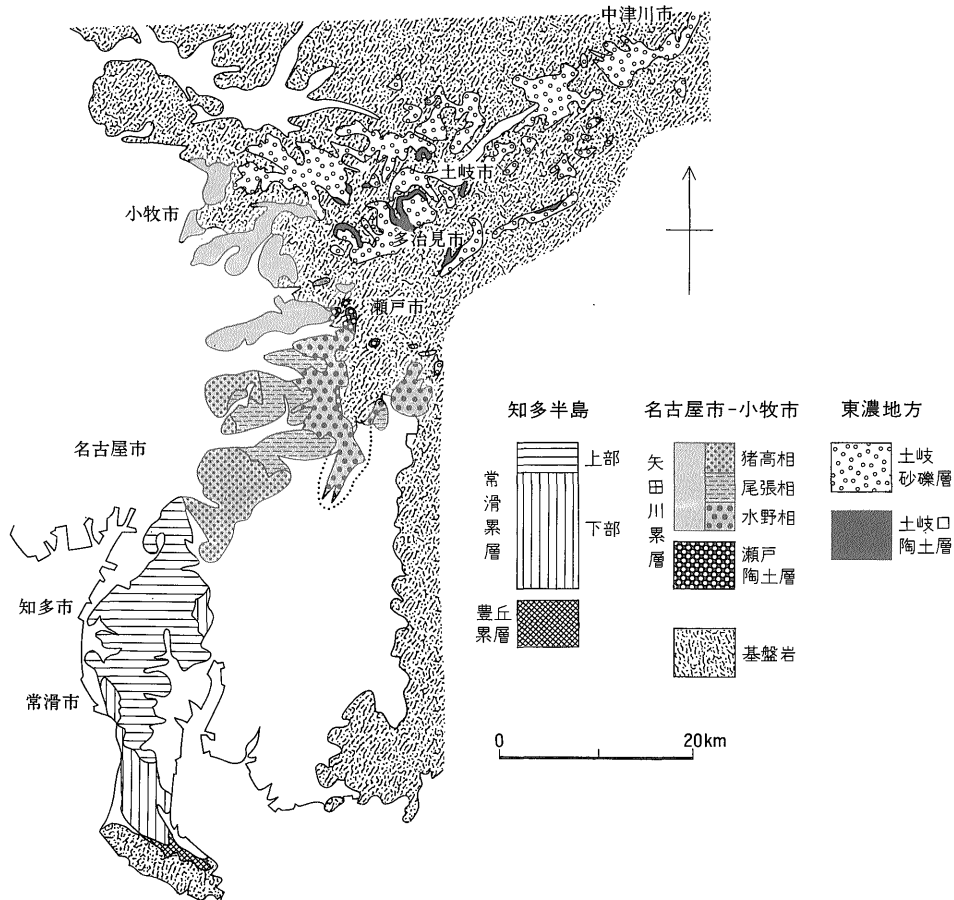 中津川市
土岐市
小牧市
多治見市
瀬戸市
名古屋市
知多市
常滑市
知多半島
常滑累層
上部
下部
豊丘
累層
名古屋市-小牧市
矢田川累層
猪高相
尾張相
水野相
瀬戸
陶土層
基盤岩
東濃地方
土岐
砂礫層
土岐口
陶土層
0
20km